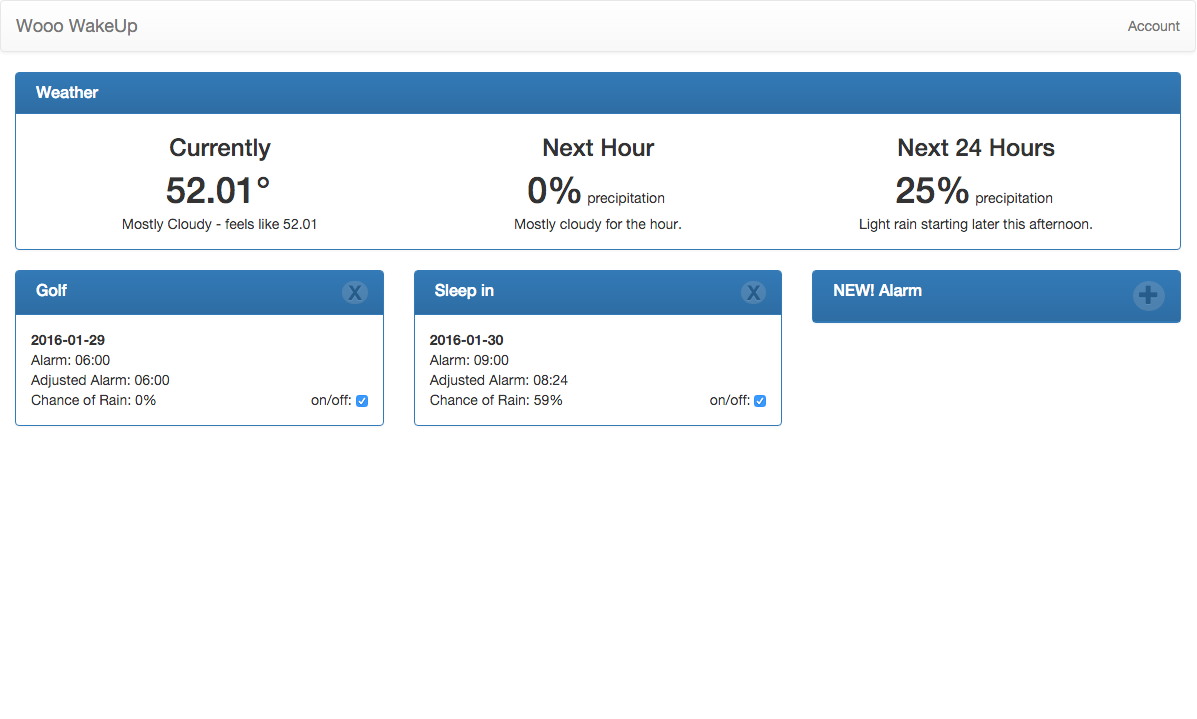 Wooo WakeUp
Account
Weather
Currently
52.01°
Mostly Cloudy - feels like 52.01
Next Hour
0% precipitation
Mostly cloudy for the hour.
Next 24 Hours
25% precipitation
Light rain starting later this afternoon.
Golf
X
2016-01-29
Alarm: 06:00
Adjusted Alarm: 06:00
Chance of Rain: 0%
on/off:
Sleep in
X
2016-01-30
Alarm: 09:00
Adjusted Alarm: 08:24
Chance of Rain: 59%
on/off:
NEW! Alarm